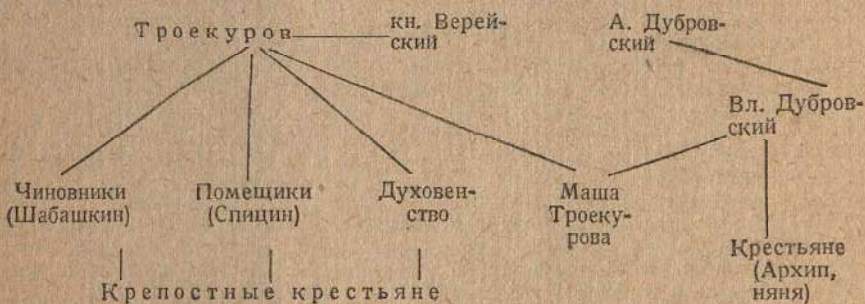 Троекуров
кн. Верей-
ский
А. Дубров-
ский
Вл. Дубров-
ский
Чиновники
(Шабашкин)
Помещики
(Спицин)
Духовен-
ство
Маша
Троеку-
рова
Крестьяне
(Архип,
няня)
Крепостные крестьяне